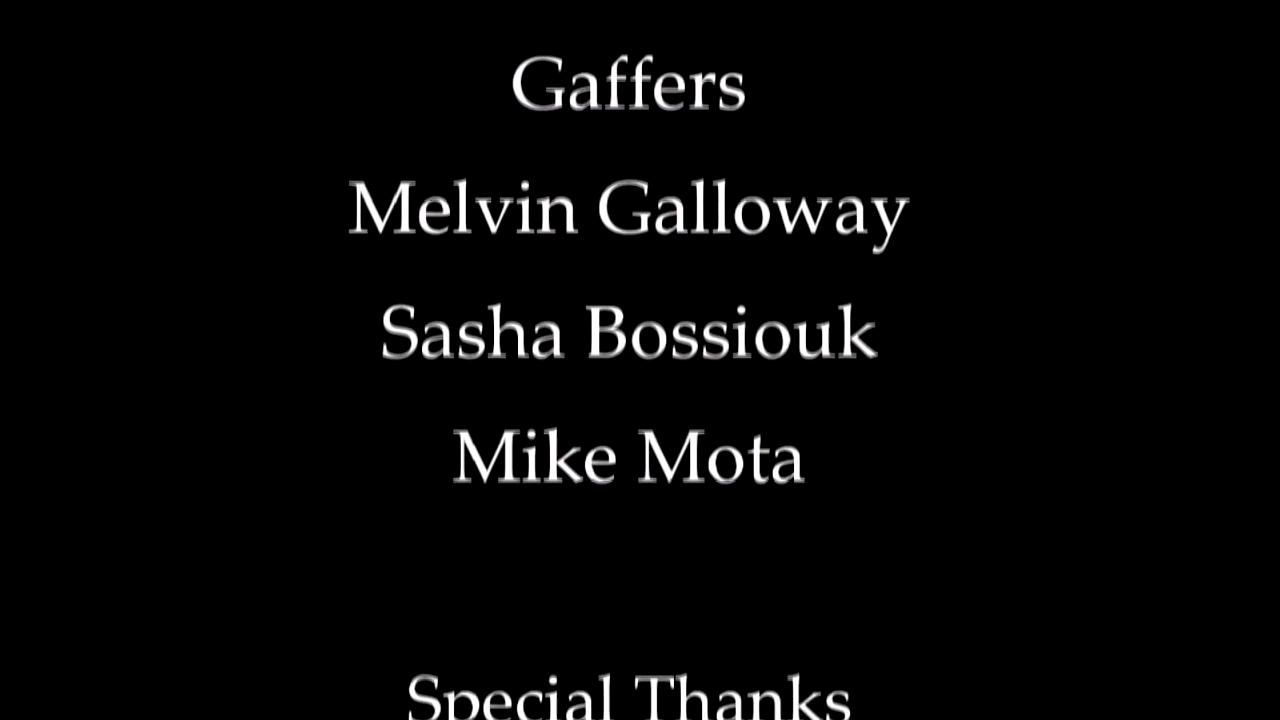 Gaffers
Melvin Galloway
Sasha Bossiouk
Mike Mota
Special Thanks